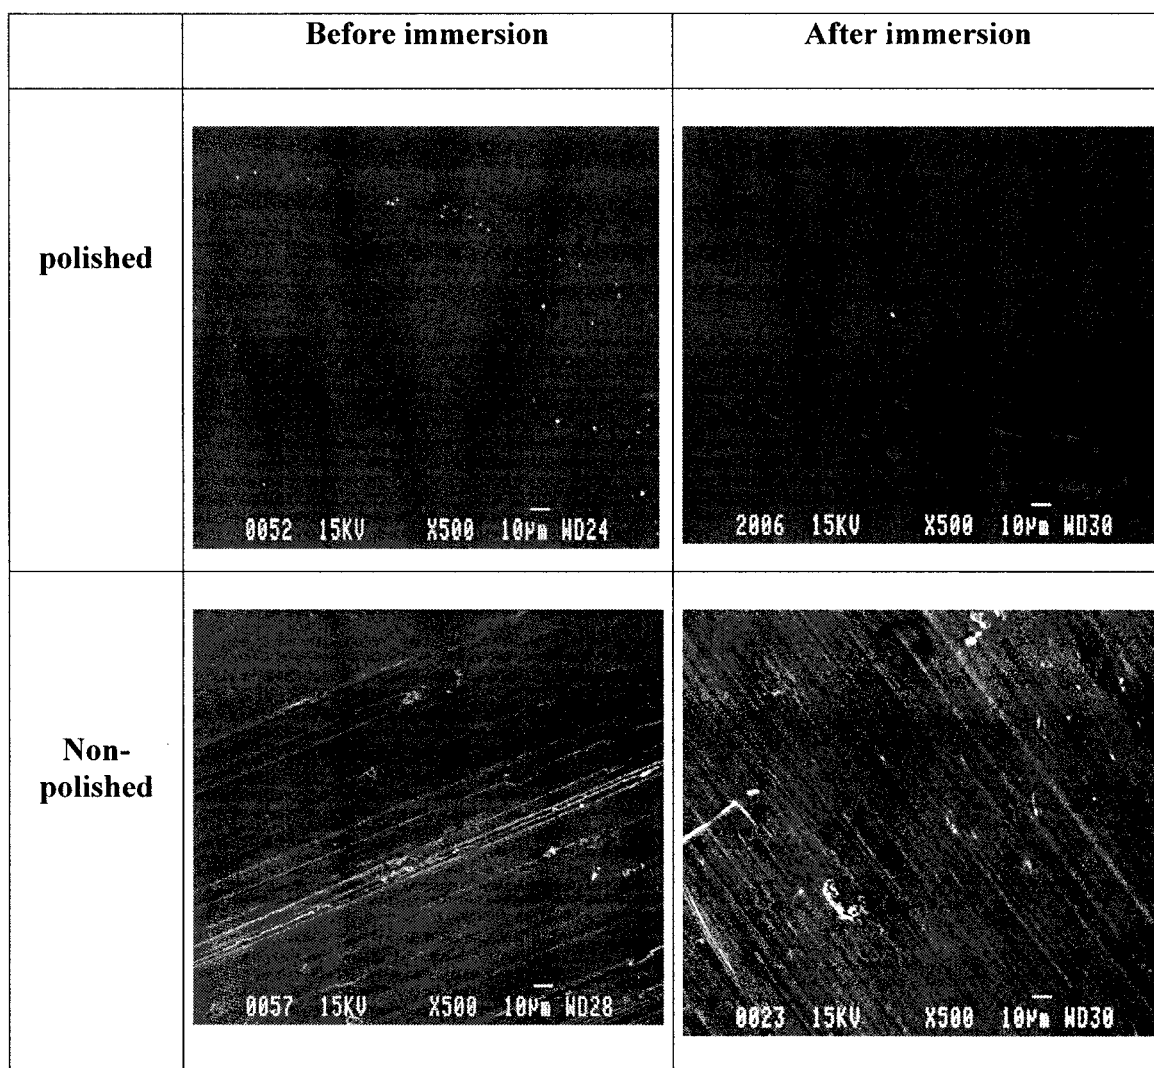 Before immersion
After immersion
polished
0052 15KV X500 10µm WD24
2006 15KV X500 10µm WD30
Non-
polished
0057 15KV X500 10µm WD28
0023 15KV X500 10µm WD30